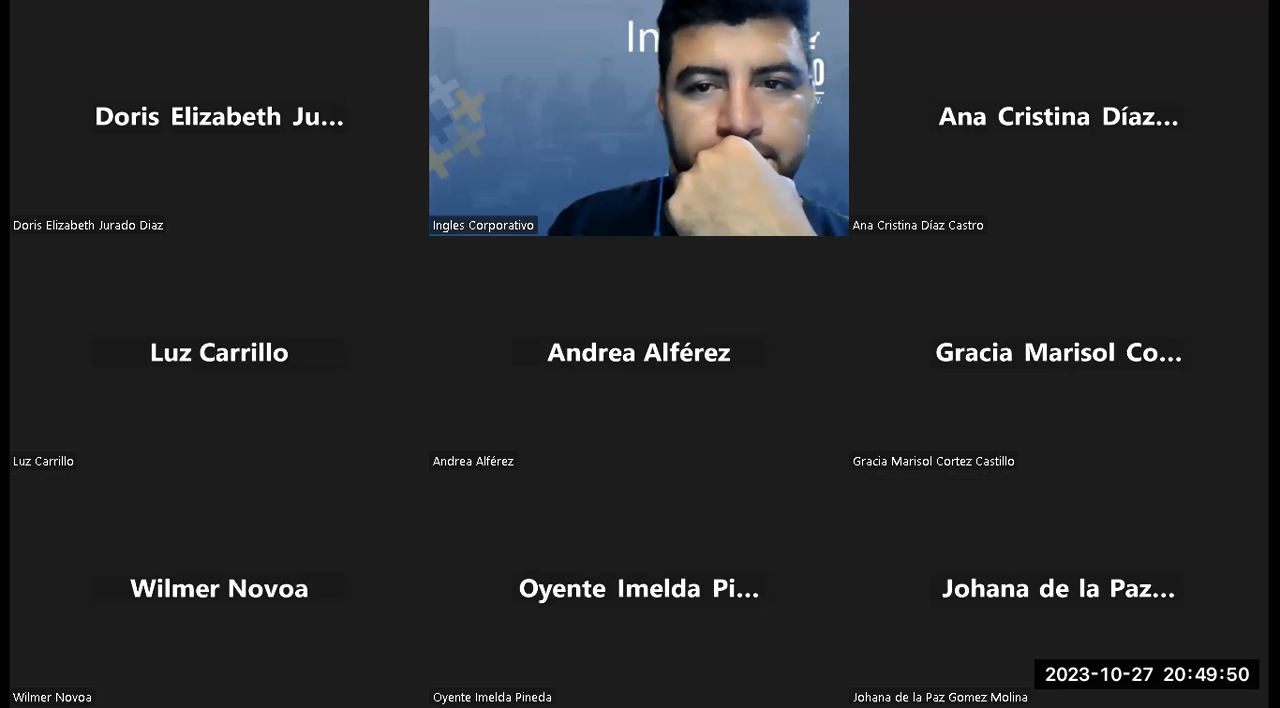 Doris Elizabeth Ju...
Doris Elizabeth Jurado Diaz
In
Ingles Corporativo
Ana Cristina Díaz...
Ana Cristina Díaz Castro
Luz Carrillo
Luz Carrillo
Andrea Alférez
Andrea Alférez
Gracia Marisol Co...
Gracia Marisol Cortez Castillo
Wilmer Novoa
Wilmer Novoa
Oyente Imelda Pi...
Oyente Imelda Pineda
Johana de la Paz...
Johana de la Paz Gomez Molina
2023-10-27 20:49:50